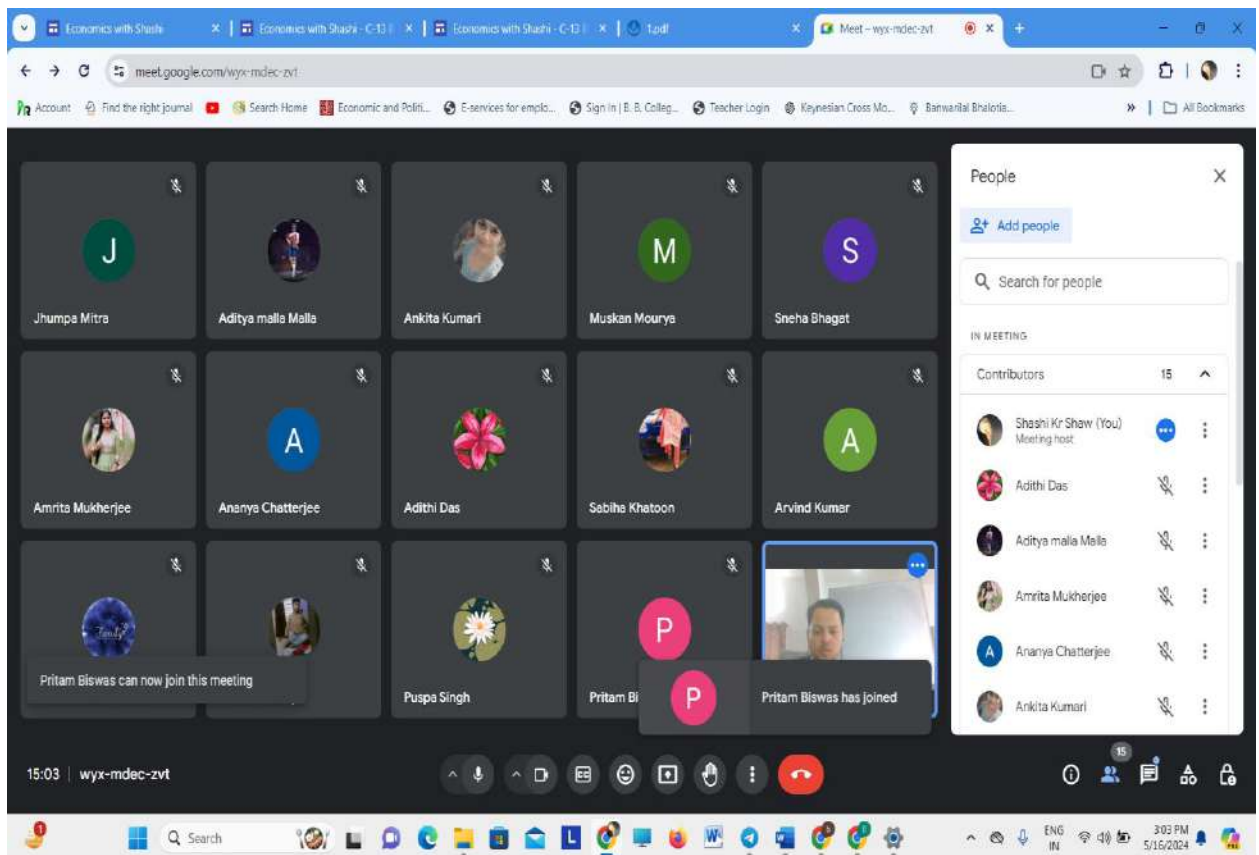 Economics with Shashi
Economics with Shashi - C-13
Economics with Shashi - C-13
1.pdf
Meet – wyx-mdec-zvt
meet.google.com/wyx-mdec-zvt
Account
Find the right journal
Search Home
Economic and Politi...
E-services for emplo...
Sign In | B. B. Colleg...
Teacher Login
Keynesian Cross Mo...
Banwarilal Bhalotia...
»
All Bookmarks
J
Jhumpa Mitra
Aditya malla Malla
Ankita Kumari
M
Muskan Mourya
S
Sneha Bhagat
Amrita Mukherjee
A
Ananya Chatterjee
Adithi Das
Sabiha Khatoon
A
Arvind Kumar
Family
Pritam Biswas can now join this meeting
Puspa Singh
P
Pritam Bi
P
Pritam Biswas has joined
People
Add people
Search for people
IN MEETING
Contributors 15
Shashi Kr Shaw (You)
Meeting host
Adithi Das
Aditya malla Malla
Amrita Mukherjee
A
Ananya Chatterjee
Ankita Kumari
15:03 | wyx-mdec-zvt
15
Search
ENG
IN
3:03 PM
5/16/2024